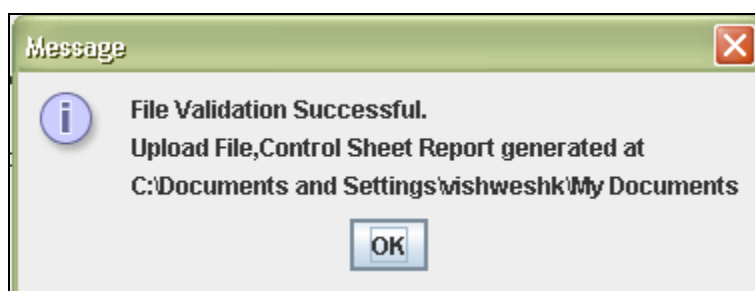 Message
File Validation Successful.
Upload File,Control Sheet Report generated at
C:\Documents and Settings\vishweshk\My Documents
OK